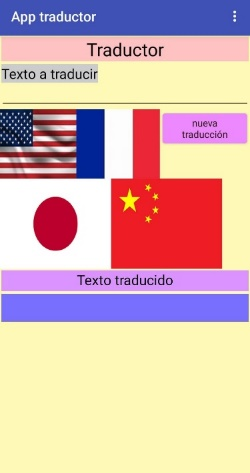 App traductor
Traductor
Texto a traducir
nueva
traducción
Texto traducido